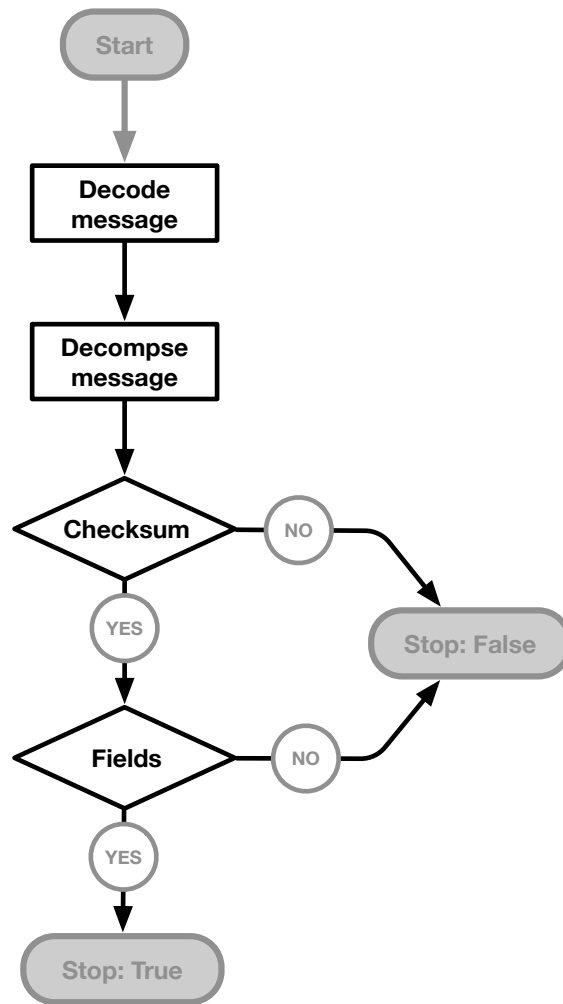 Start
Decode
message
Decompse
message
Checksum
NO
YES
Stop: False
Fields
NO
YES
Stop: True